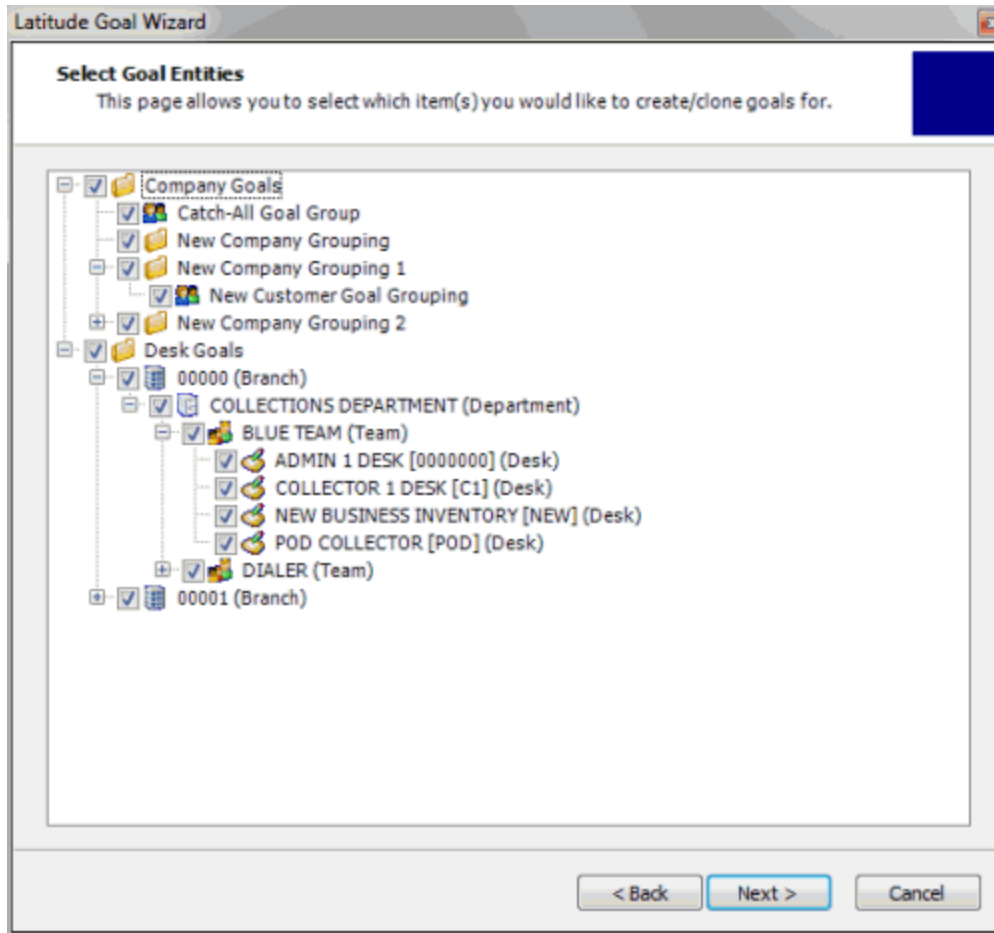 Latitude Goal Wizard
Select Goal Entities
This page allows you to select which item(s) you would like to create/clone goals for.
Company Goals
Catch-All Goal Group
New Company Grouping
New Company Grouping 1
New Customer Goal Grouping
New Company Grouping 2
Desk Goals
00000 (Branch)
COLLECTIONS DEPARTMENT (Department)
BLUE TEAM (Team)
ADMIN 1 DESK [0000000] (Desk)
COLLECTOR 1 DESK [C1] (Desk)
NEW BUSINESS INVENTORY [NEW] (Desk)
POD COLLECTOR [POD] (Desk)
DIALER (Team)
00001 (Branch)
< Back Next > Cancel